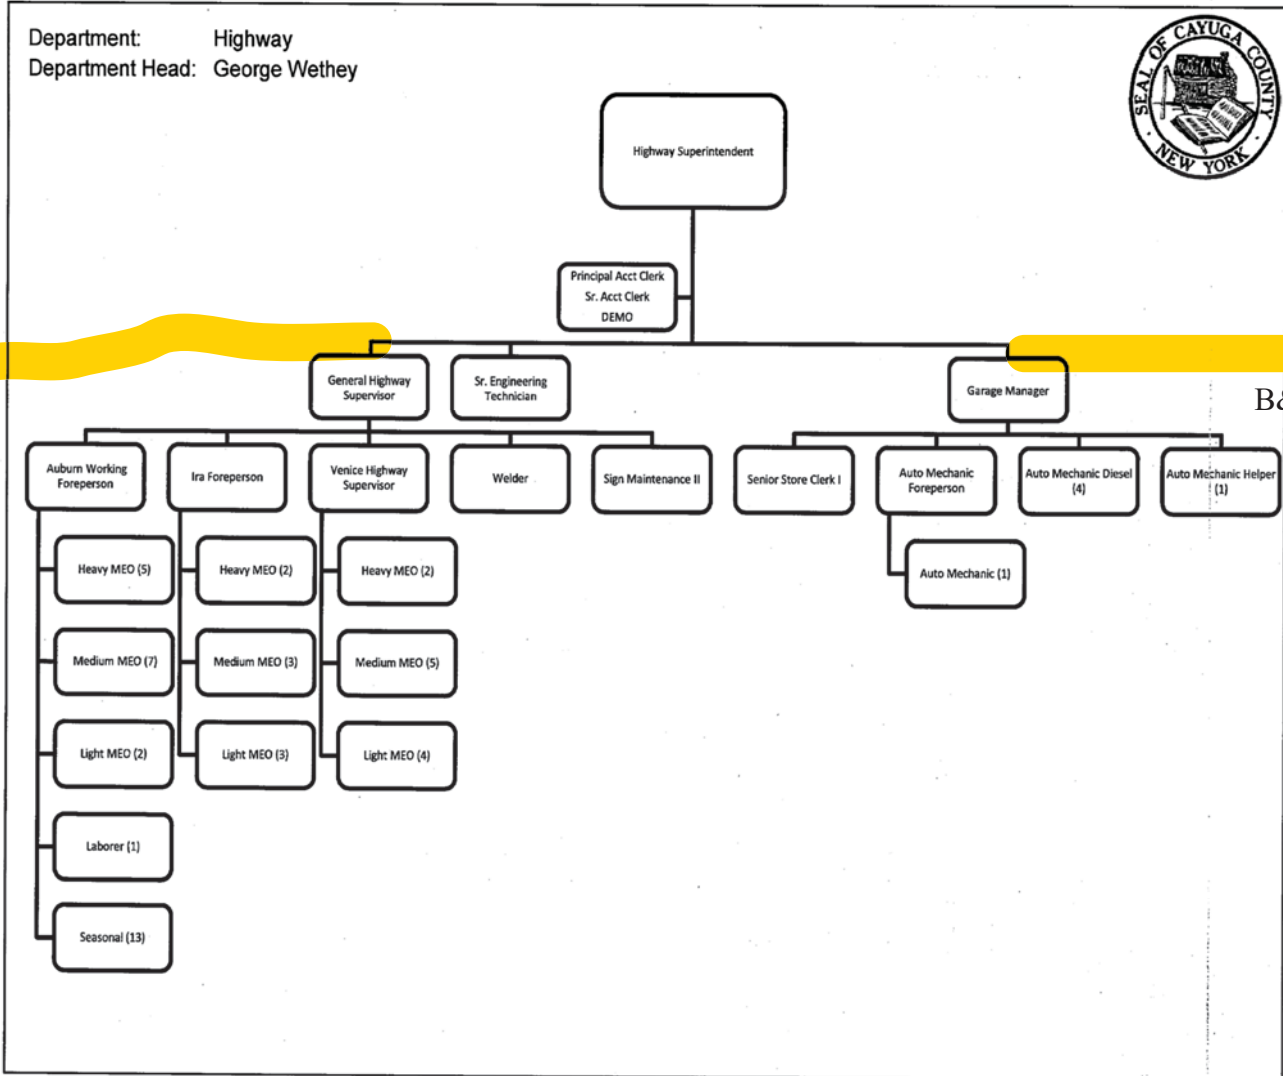 Department: Highway
Department Head: George Wethey
SEAL OF CAYUGA COUNTY
NEW YORK
Highway Superintendent
Principal Acct Clerk
Sr. Acct Clerk
DEMO
General Highway
Supervisor
Sr. Engineering
Technician
Garage Manager
B&
Auburn Working
Foreperson
Ira Foreperson
Venice Highway
Supervisor
Welder
Sign Maintenance II
Senior Store Clerk I
Auto Mechanic
Foreperson
Auto Mechanic Diesel
(4)
Auto Mechanic Helper
(1)
Heavy MEO (5)
Heavy MEO (2)
Heavy MEO (2)
Auto Mechanic (1)
Medium MEO (7)
Medium MEO (3)
Medium MEO (5)
Light MEO (2)
Light MEO (3)
Light MEO (4)
Laborer (1)
Seasonal (13)